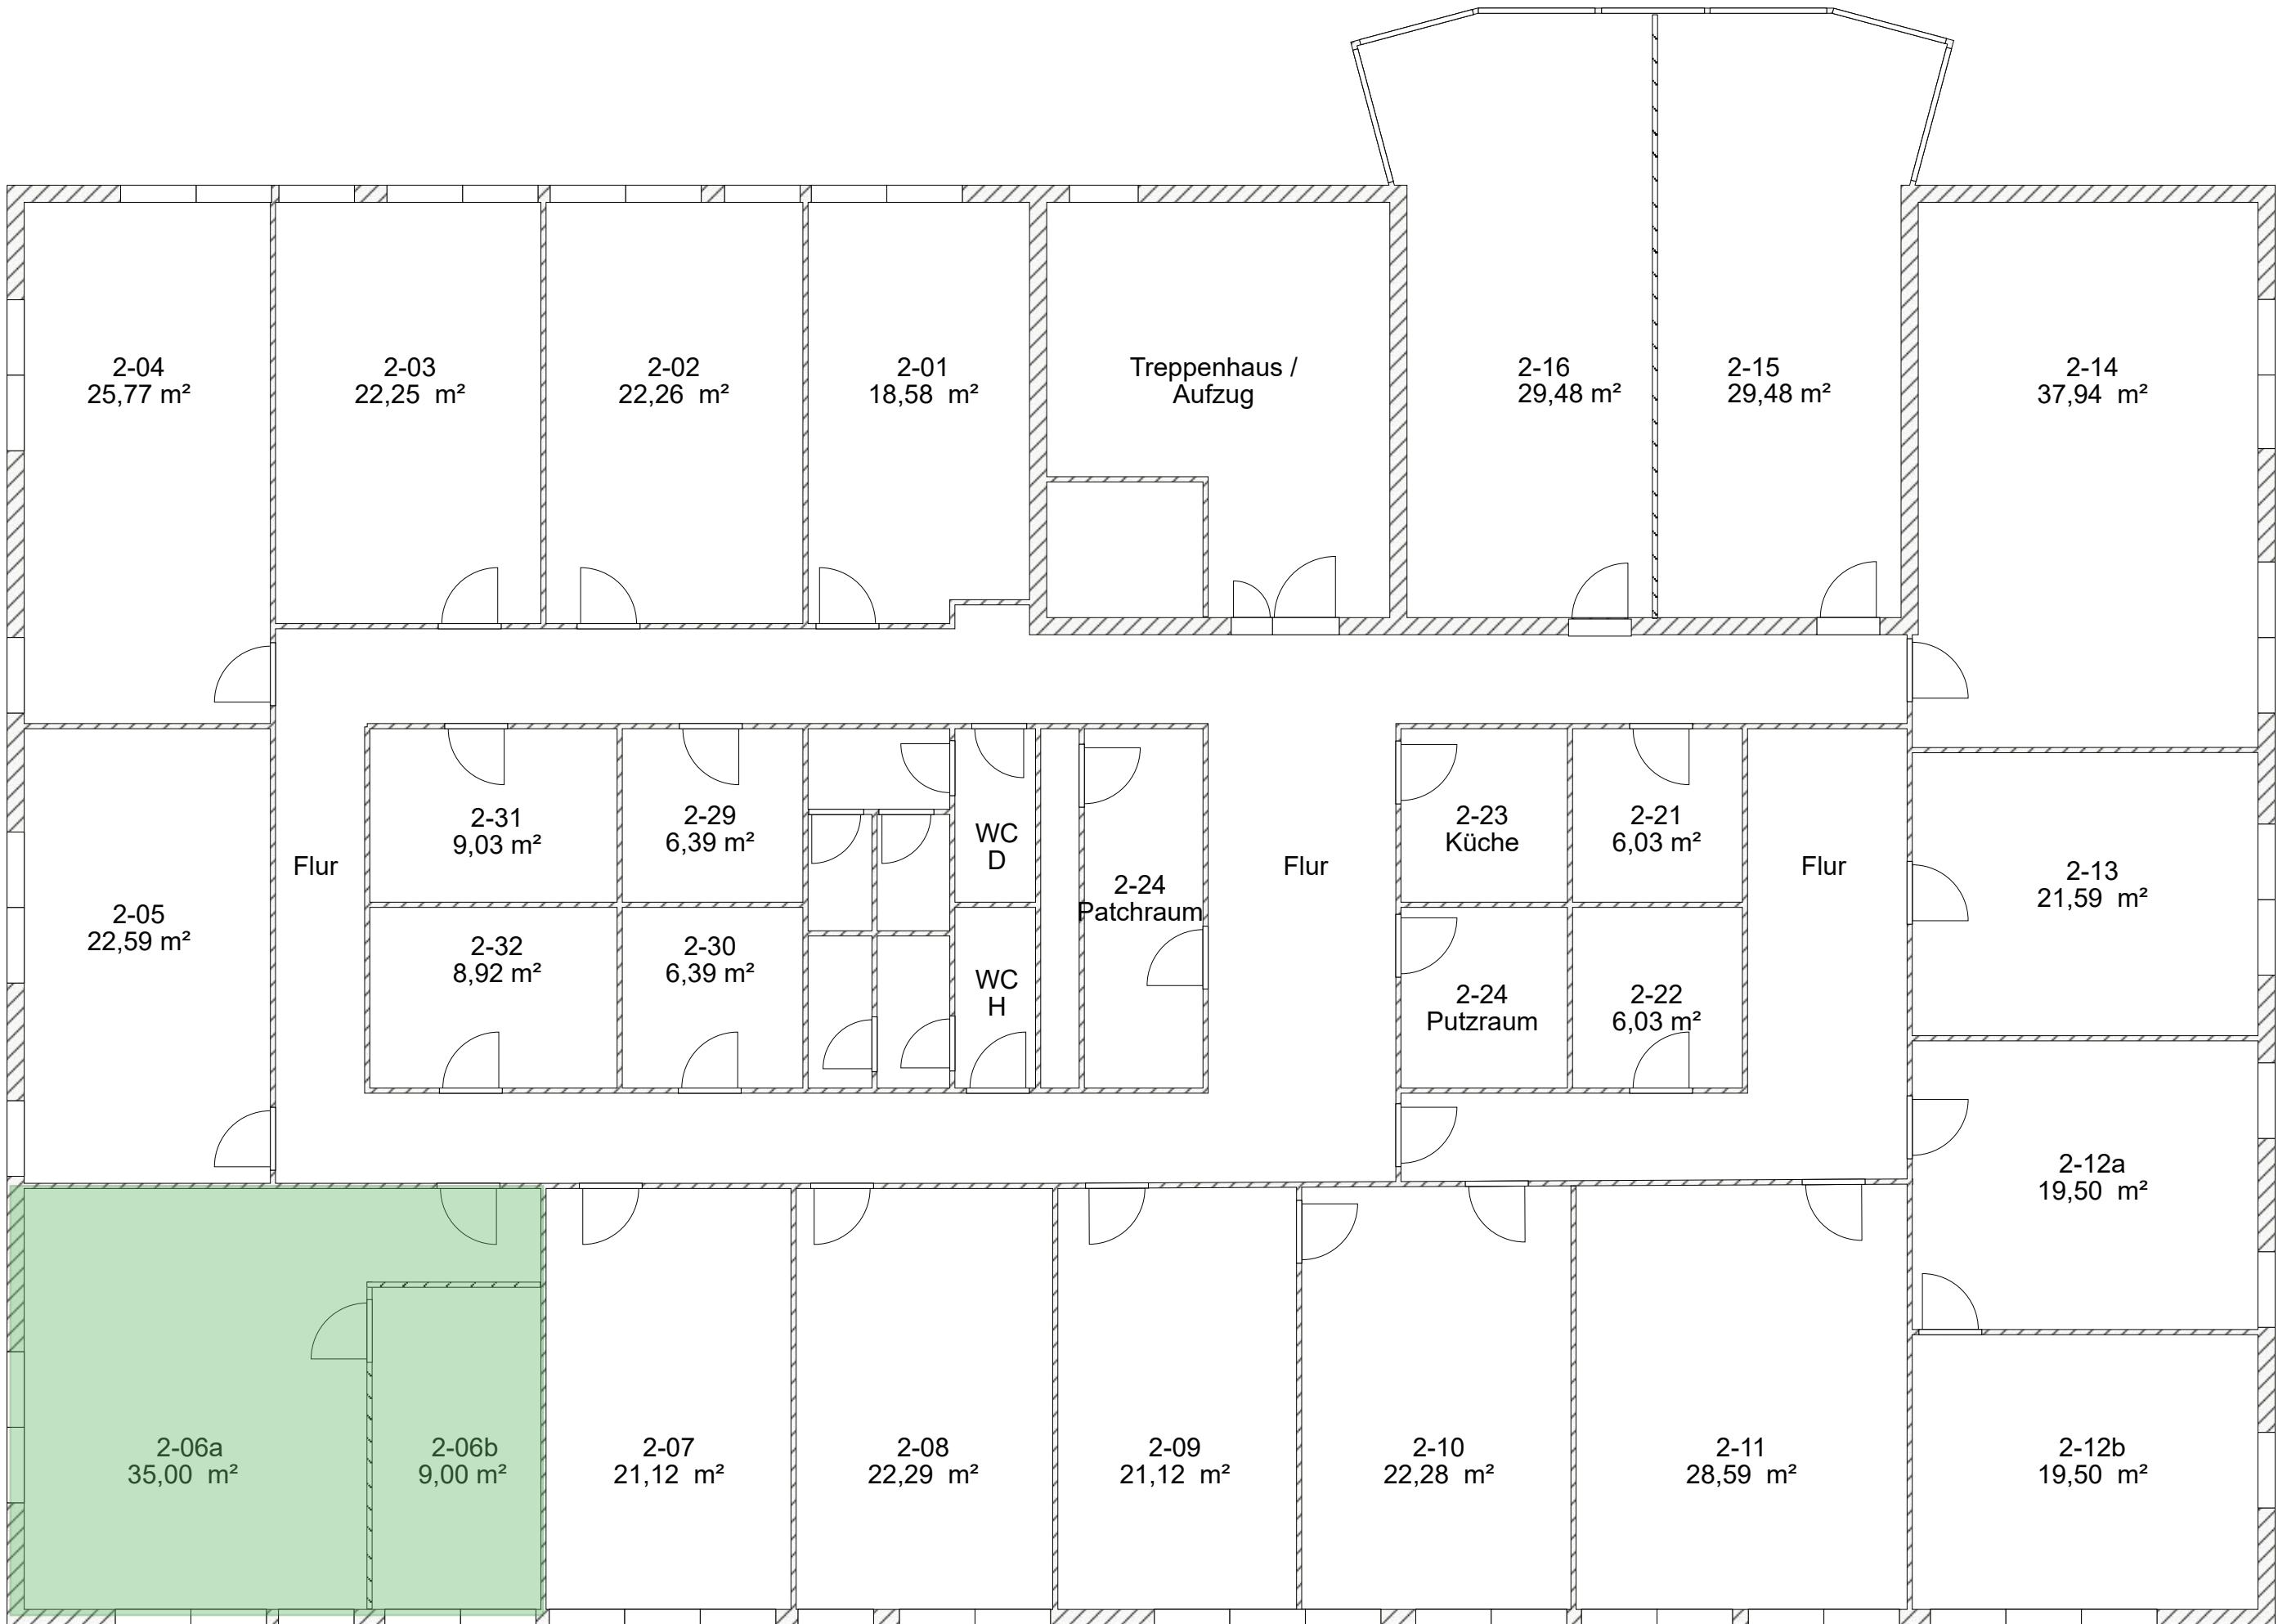 2-04
25,77 m²
2-03
22,25 m²
2-02
22,26 m²
2-01
18,58 m²
Treppenhaus /
Aufzug
2-16
29,48 m²
2-15
29,48 m²
2-14
37,94 m²
2-31
9,03 m²
2-29
6,39 m²
WC
D
2-23
Küche
2-21
6,03 m²
Flur
Flur
Flur
2-13
21,59 m²
2-05
22,59 m²
2-24
Patchraum
2-32
8,92 m²
2-30
6,39 m²
WC
H
2-24
Putzraum
2-22
6,03 m²
2-12a
19,50 m²
2-06a
35,00 m²
2-06b
9,00 m²
2-07
21,12 m²
2-08
22,29 m²
2-09
21,12 m²
2-10
22,28 m²
2-11
28,59 m²
2-12b
19,50 m²